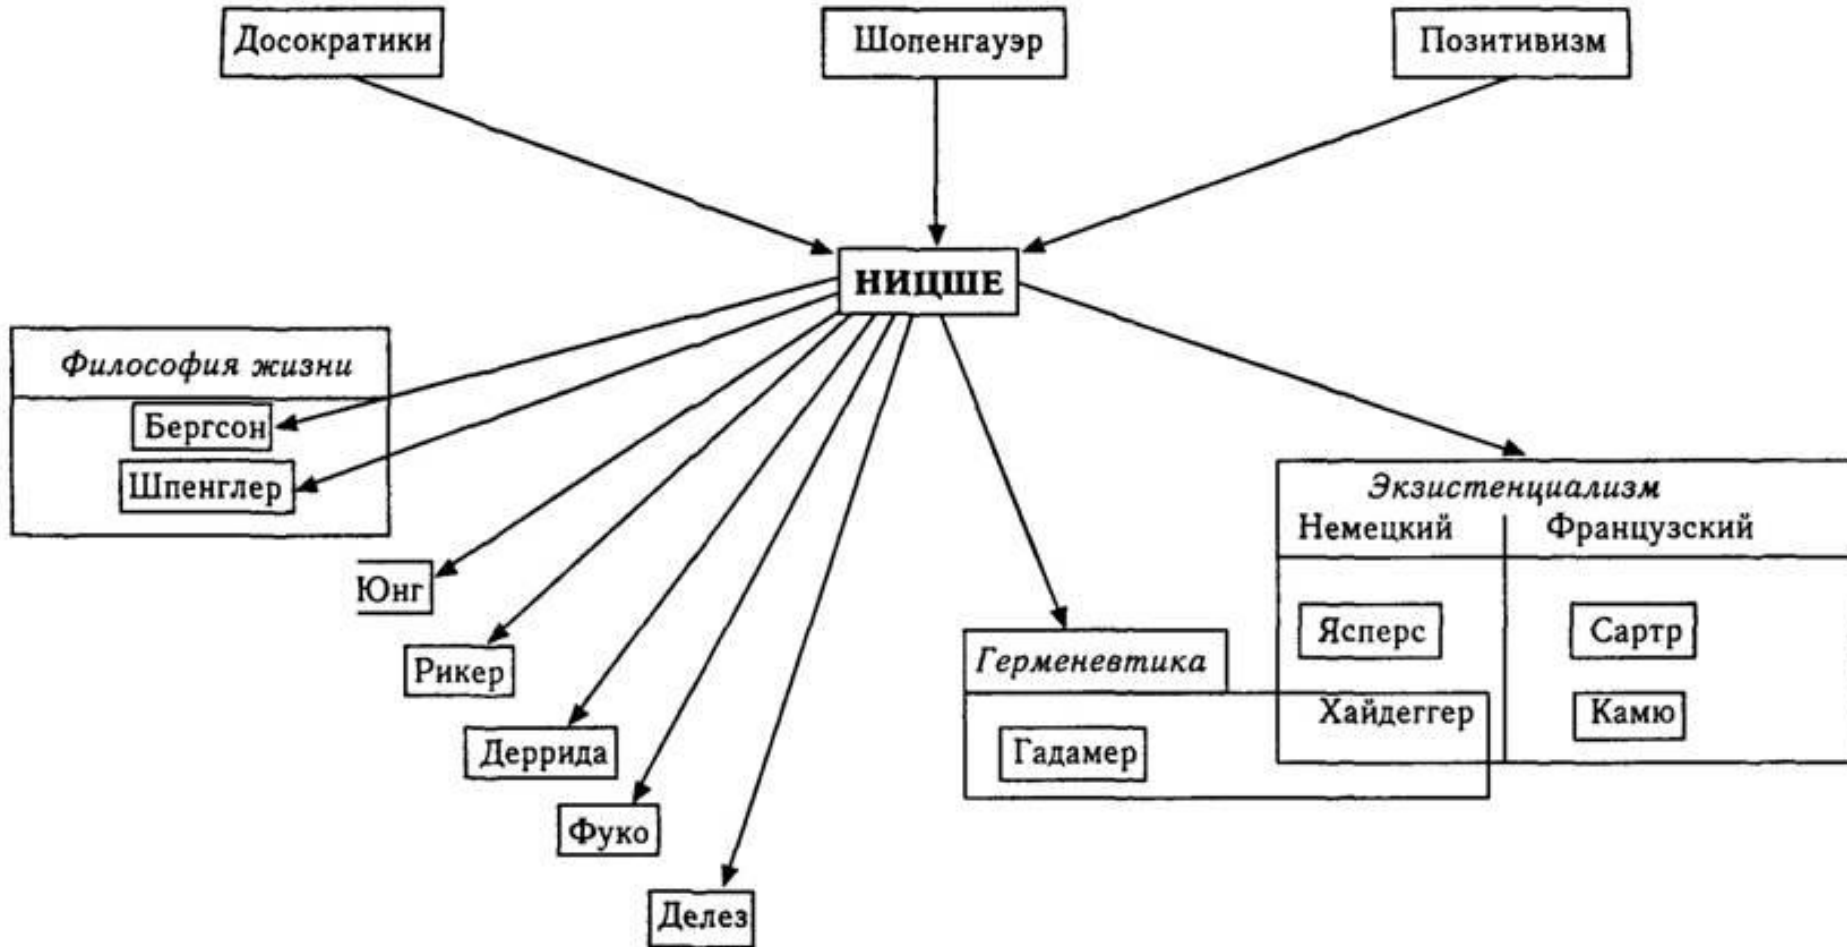 Досократики
Шопенгауэр
Позитивизм
НИЦШЕ
Философия жизни
Бергсон
Шпенглер
Юнг
Рикер
Деррида
Фуко
Делез
Герменевтика
Гадамер
Экзистенциализм
Немецкий
Французский
Ясперс
Сартр
Хайдеггер
Камю